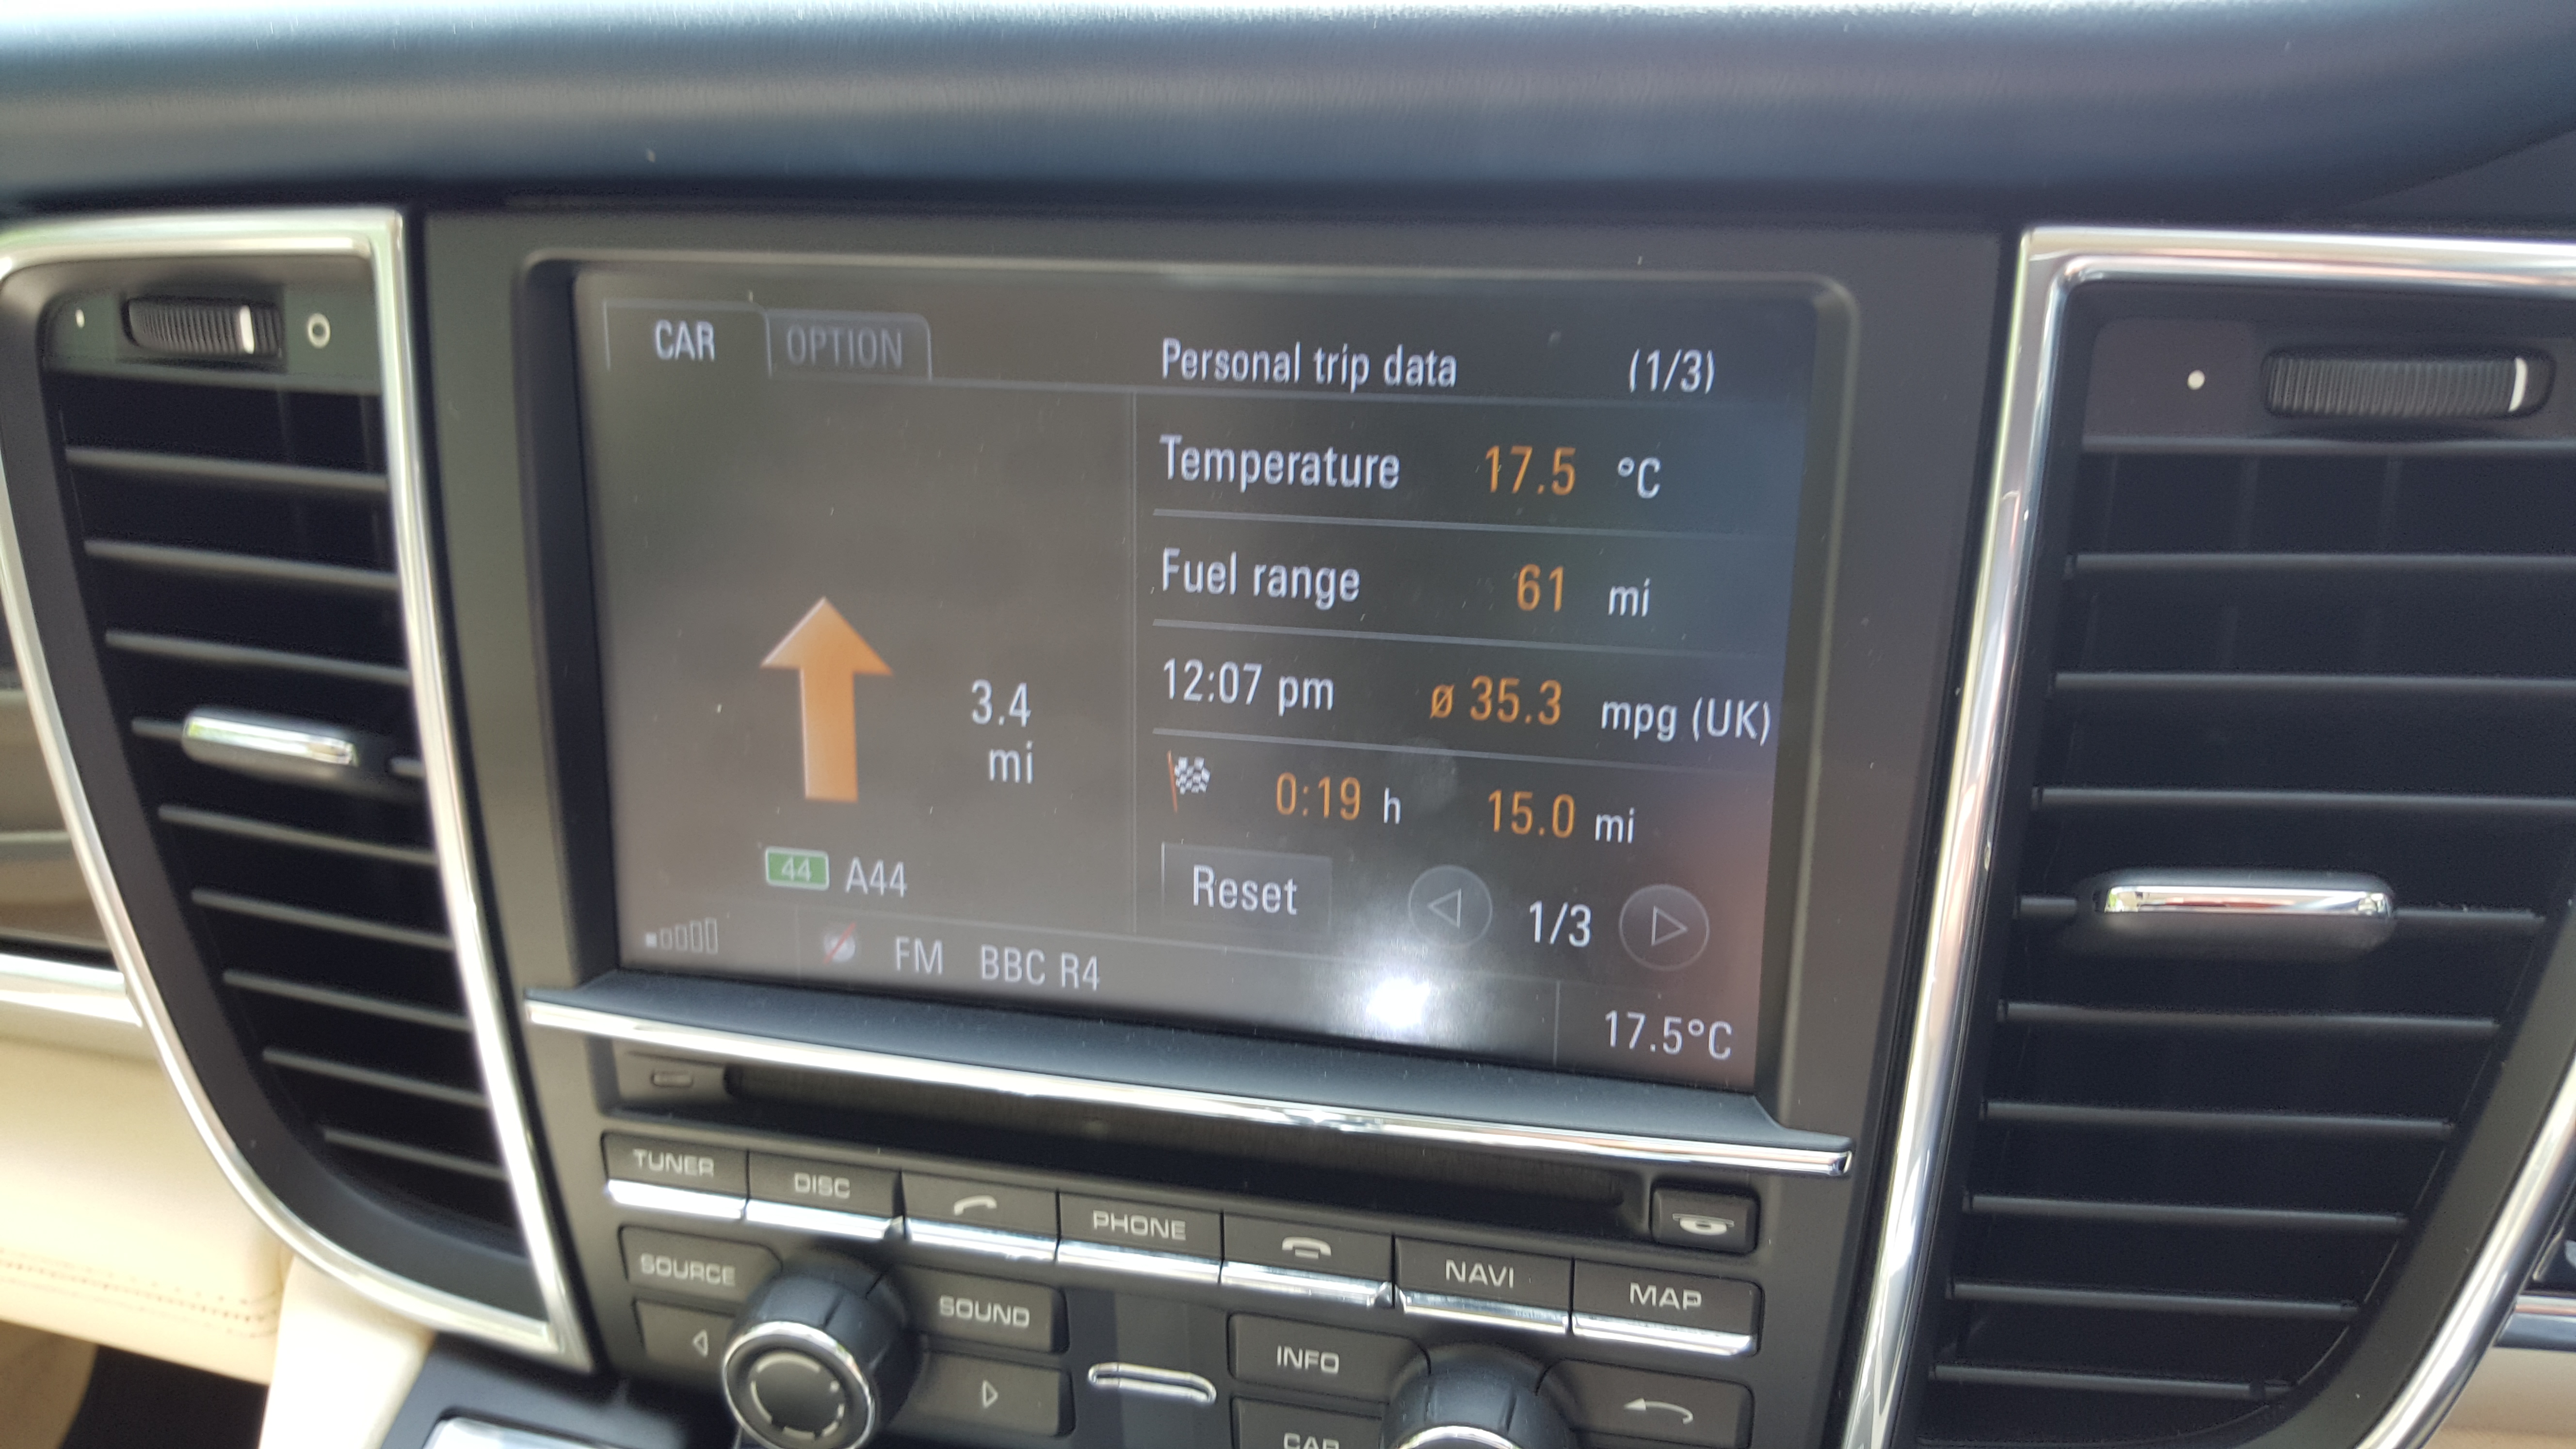 CAR OPTION Personal trip data (1/3)
Temperature 17.5 °C
Fuel range 61 mi
12:07 pm ø 35.3 mpg (UK)
3.4
mi
0:19 h 15.0 mi
44 A44
Reset 1/3
FM BBC R4
17.5°C
TUNER DISC PHONE NAVI MAP
SOURCE SOUND
INFO
CAR